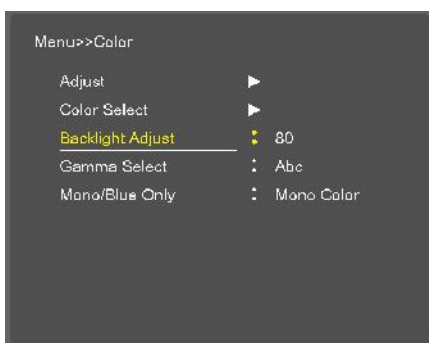 Menu>>Color
Adjust ▶
Color Select ▶
Backlight Adjust : 80
Gamma Select : Abc
Mono/Blue Only : Mono Color